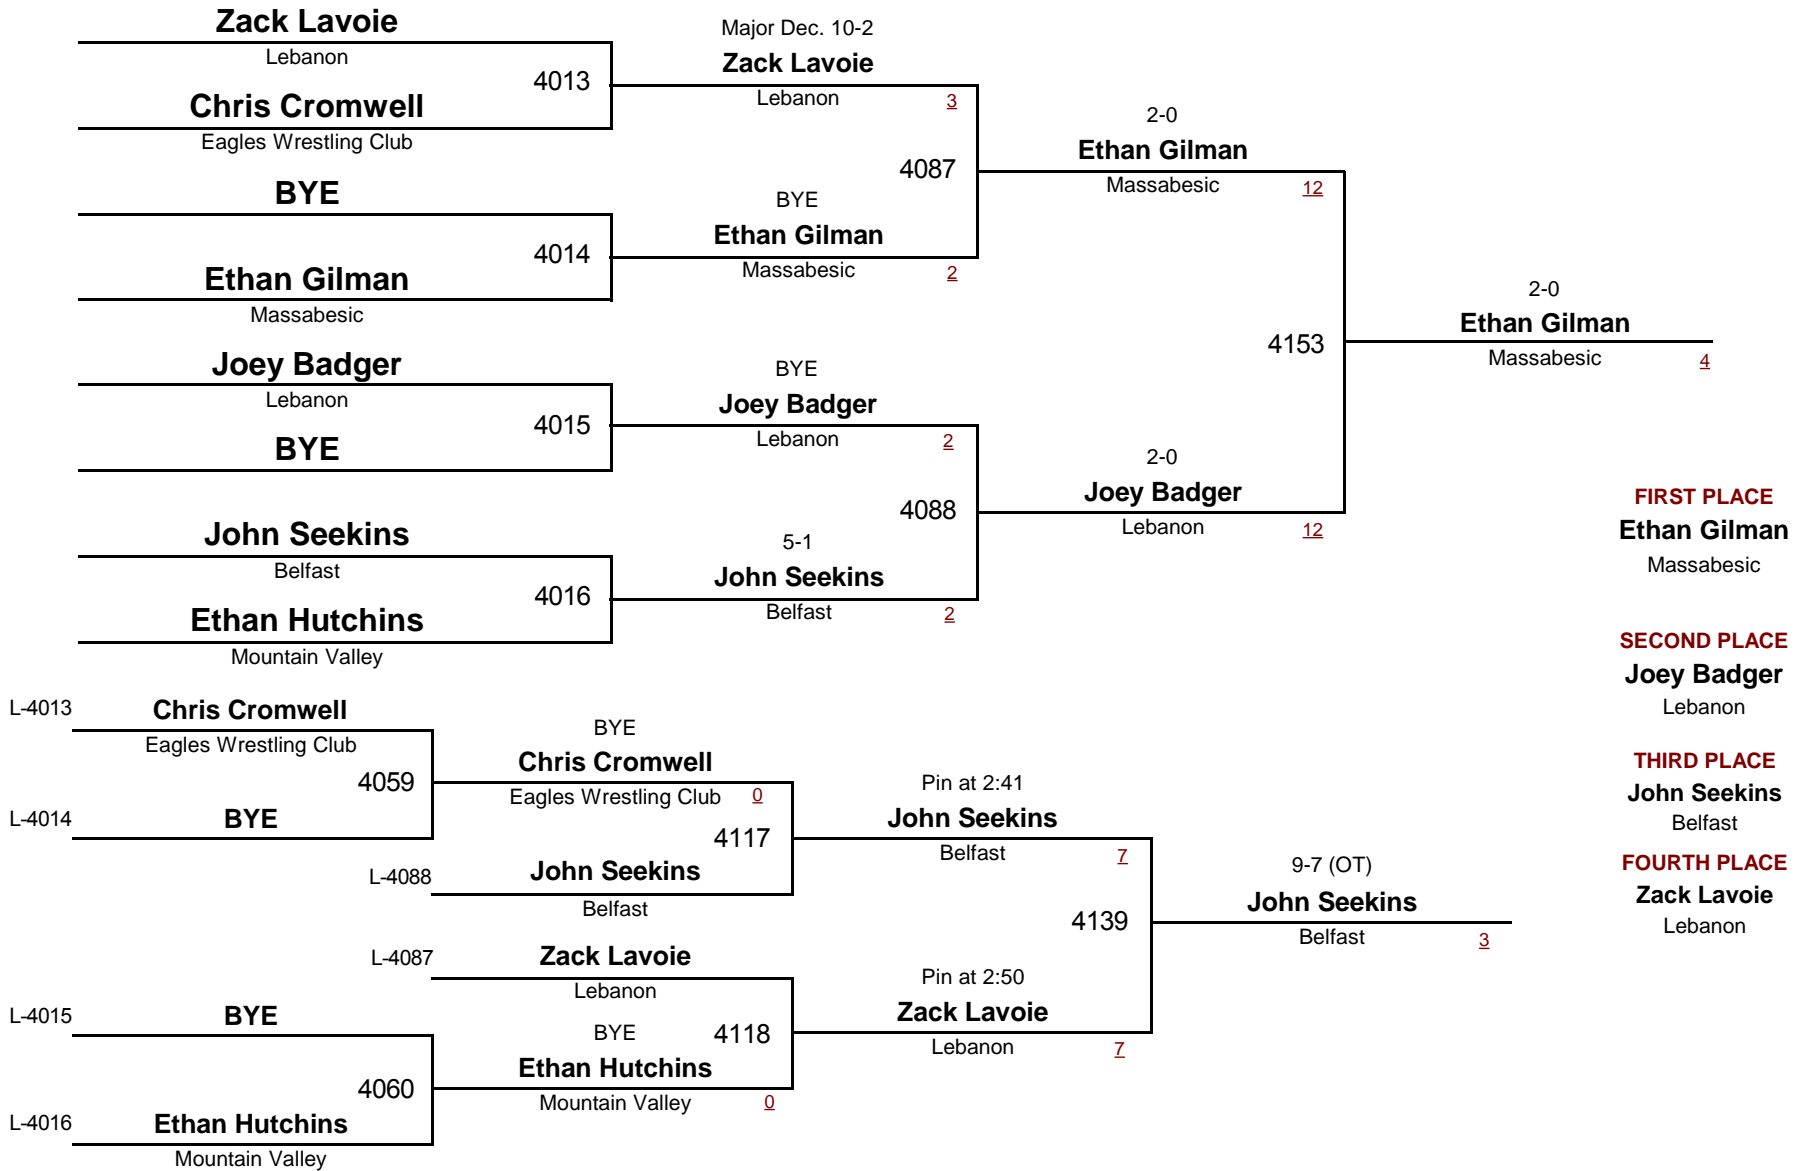 Zack Lavoie
Lebanon
4013
Chris Cromwell
Eagles Wrestling Club
BYE
4014
Ethan Gilman
Massabesic
Joey Badger
Lebanon
4015
BYE
John Seekins
Belfast
4016
Ethan Hutchins
Mountain Valley
Major Dec. 10-2
Zack Lavoie
Lebanon
3
4087
BYE
Ethan Gilman
Massabesic
2
BYE
Joey Badger
Lebanon
2
4088
5-1
John Seekins
Belfast
2
2-0
Ethan Gilman
Massabesic
12
4153
2-0
Joey Badger
Lebanon
12
2-0
Ethan Gilman
Massabesic
4
FIRST PLACE
Ethan Gilman
Massabesic
SECOND PLACE
Joey Badger
Lebanon
THIRD PLACE
John Seekins
Belfast
FOURTH PLACE
Zack Lavoie
Lebanon
L-4013
Chris Cromwell
Eagles Wrestling Club
4059
L-4014
BYE
BYE
Chris Cromwell
Eagles Wrestling Club
0
4117
L-4088
John Seekins
Belfast
L-4087
Zack Lavoie
Lebanon
4118
L-4015
BYE
4060
L-4016
Ethan Hutchins
Mountain Valley
BYE
Ethan Hutchins
Mountain Valley
0
Pin at 2:41
John Seekins
Belfast
7
4139
Pin at 2:50
Zack Lavoie
Lebanon
7
9-7 (OT)
John Seekins
Belfast
3